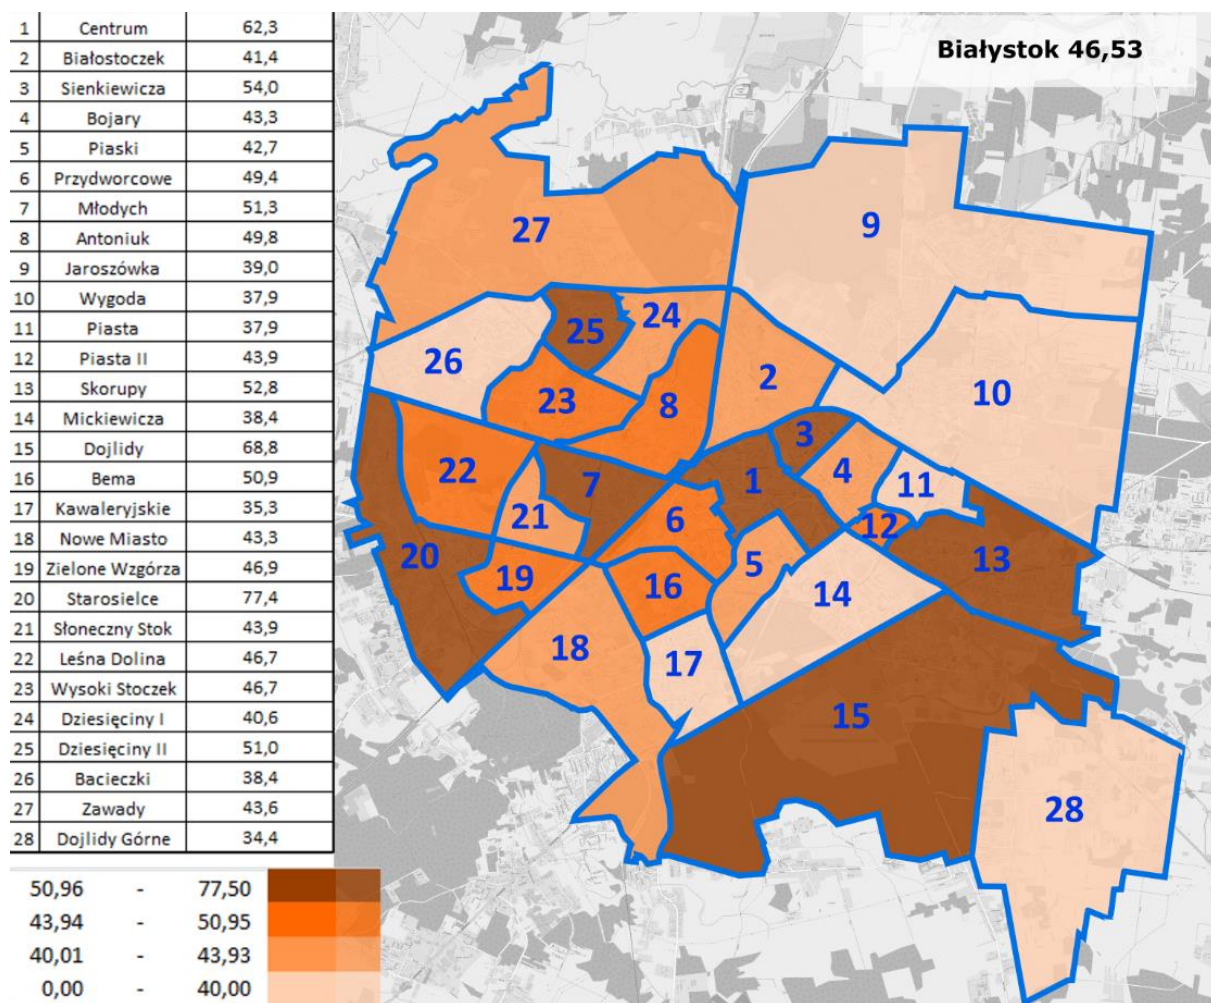 1 Centrum 62,3
2 Białostoczek 41,4
3 Sienkiewicza 54,0
4 Bojary 43,3
5 Piaski 42,7
6 Przydworcowe 49,4
7 Młodych 51,3
8 Antoniuk 49,8
9 Jaroszówka 39,0
10 Wygoda 37,9
11 Piasta 37,9
12 Piasta II 43,9
13 Skorupy 52,8
14 Mickiewicza 38,4
15 Dojlidy 68,8
16 Bema 50,9
17 Kawaleryjskie 35,3
18 Nowe Miasto 43,3
19 Zielone Wzgórza 46,9
20 Starosielce 77,4
21 Słoneczny Stok 43,9
22 Leśna Dolina 46,7
23 Wysoki Stoczek 46,7
24 Dziesięciny I 40,6
25 Dziesięciny II 51,0
26 Bacieczki 38,4
27 Zawady 43,6
28 Dojlidy Górne 34,4
50,96 - 77,50
43,94 - 50,95
40,01 - 43,93
0,00 - 40,00
Białystok 46,53
27
9
24
25
26
2
10
23
8
3
22
7
1
4
11
21
6
12
20
5
13
19
16
14
18
17
15
28